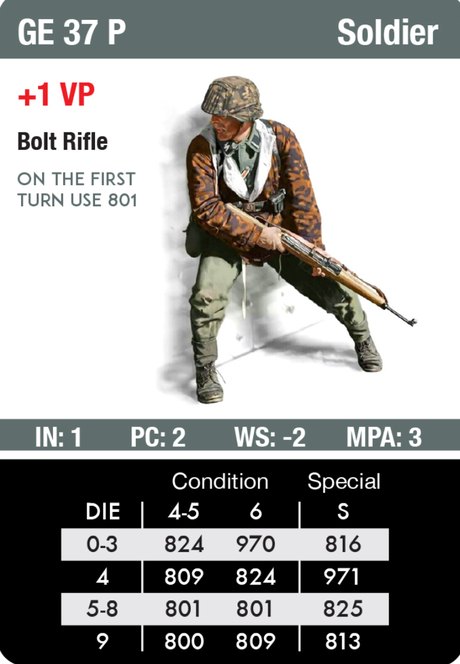 GE 37 P Soldier
+1 VP
Bolt Rifle
ON THE FIRST
TURN USE 801
IN: 1 PC: 2 WS: -2 MPA: 3
Condition Special
DIE 4-5 6 S
0-3 824 970 816
4 809 824 971
5-8 801 801 825
9 800 809 813